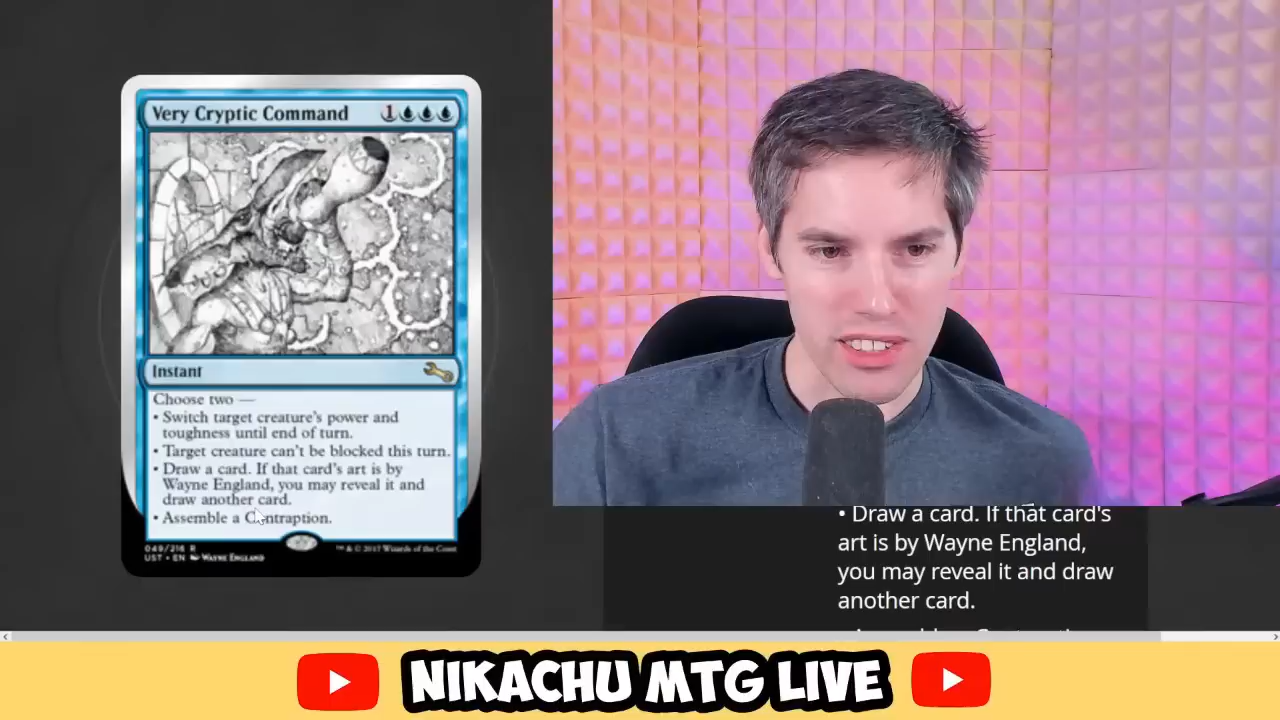 Very Cryptic Command 1
Instant
Choose two —
• Switch target creature's power and
toughness until end of turn.
• Target creature can't be blocked this turn.
• Draw a card. If that card's art is by
Wayne England, you may reveal it and
draw another card.
• Assemble a Contraption.
049/216 R
UST • EN Wayne England
™ & © 2017 Wizards of the Coast
• Draw a card. If that card's
art is by Wayne England,
you may reveal it and draw
another card.
NIKACHU MTG LIVE